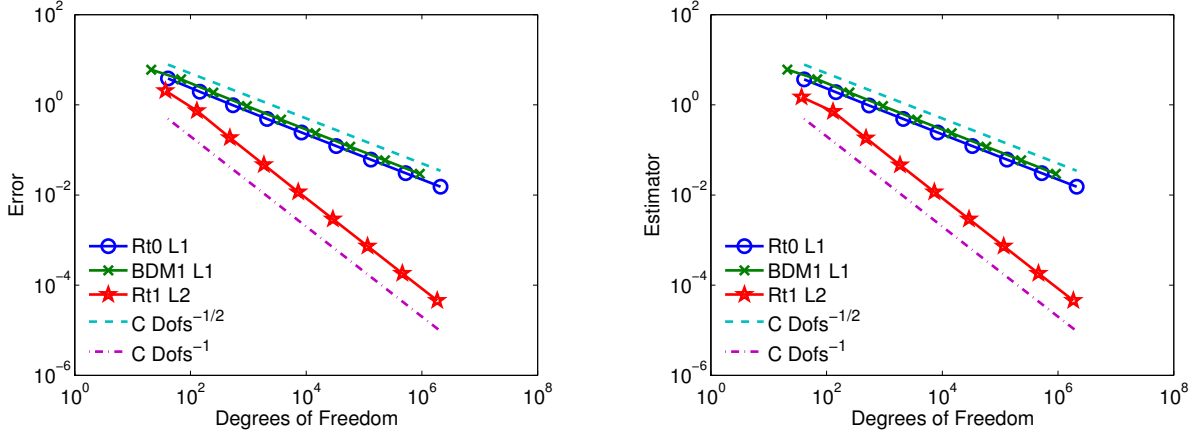 10^2
10^0
10^−2
10^−4
10^−6
Error
Rt0 L1
BDM1 L1
Rt1 L2
C Dofs^−1/2
C Dofs^−1
10^0 10^2 10^4 10^6 10^8
Degrees of Freedom
10^2
10^0
10^−2
10^−4
10^−6
Estimator
Rt0 L1
BDM1 L1
Rt1 L2
C Dofs^−1/2
C Dofs^−1
10^0 10^2 10^4 10^6 10^8
Degrees of Freedom